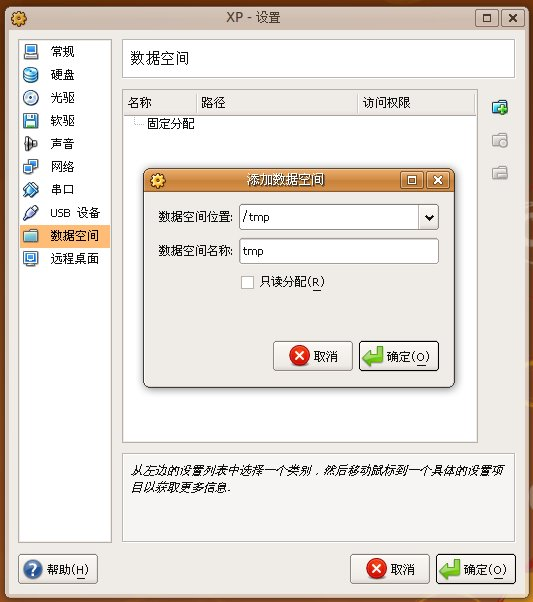 XP - 设置
常规
硬盘
光驱
软驱
声音
网络
串口
USB 设备
数据空间
远程桌面
数据空间
名称 路径 访问权限
固定分配
添加数据空间
数据空间位置: /tmp
数据空间名称: tmp
只读分配(R)
取消 确定(O)
从左边的设置列表中选择一个类别，然后移动鼠标到一个具体的设置项
目以获取更多信息.
帮助(H) 取消 确定(O)